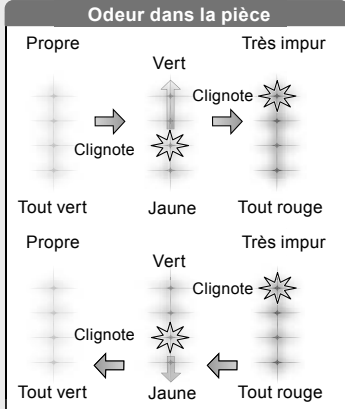 Odeur dans la pièce
Propre
Très impur
Vert
Clignote
Clignote
Tout vert
Jaune
Tout rouge
Propre
Très impur
Vert
Clignote
Clignote
Tout vert
Jaune
Tout rouge